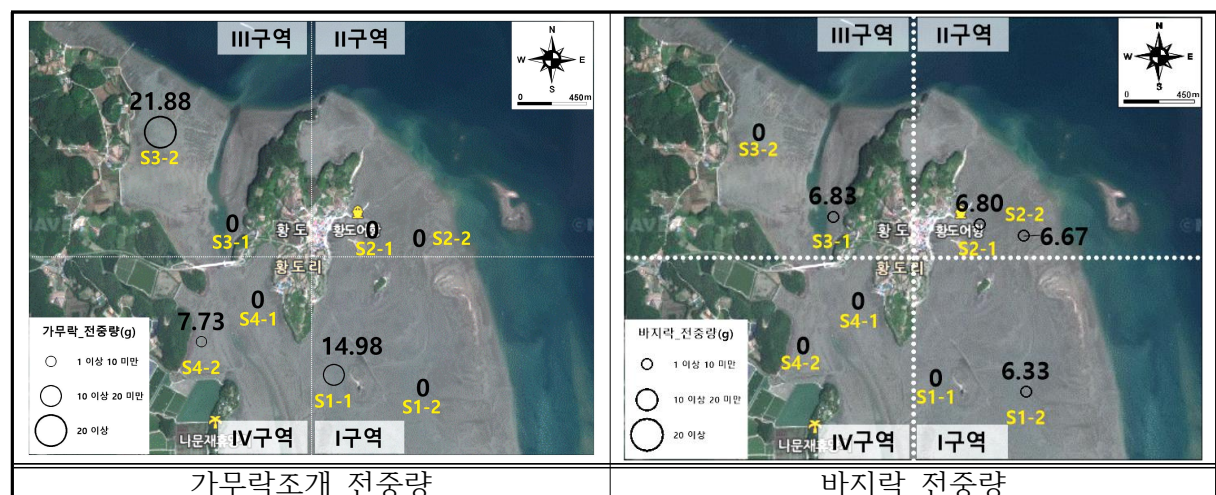 III구역 II구역
N
W E
S
0 450m
21.88
S3-2
0
S3-1
황도
황도어항
0
S2-1
0 S2-2
황도리
0
S4-1
7.73
S4-2
14.98
S1-1
0
S1-2
가무락_전중량(g)
1 이상 10 미만
10 이상 20 미만
20 이상
IV구역 I구역
가무락조개 전중량
III구역 II구역
N
W E
S
0 450m
0
S3-2
6.83
S3-1
황도
황도어항
6.80
S2-1
S2-2
6.67
황도리
0
S4-1
0
S4-2
0
S1-1
6.33
S1-2
바지락_전중량(g)
1 이상 10 미만
10 이상 20 미만
20 이상
IV구역 I구역
바지락 전중량